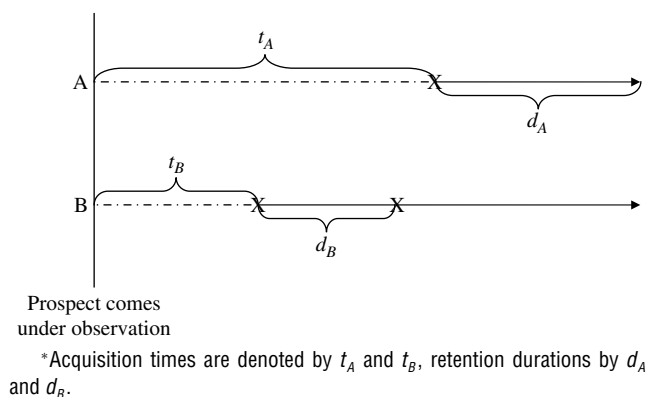 t_A
A X
d_A
t_B
B X X
d_B
Prospect comes
under observation
*Acquisition times are denoted by t_A and t_B, retention durations by d_A
and d_B.